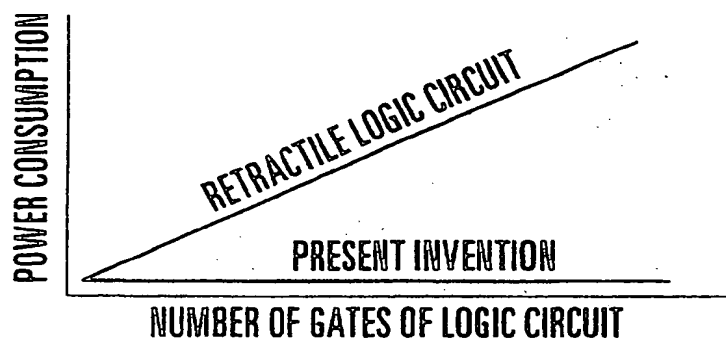 POWER CONSUMPTION
RETRACTILE LOGIC CIRCUIT
PRESENT INVENTION
NUMBER OF GATES OF LOGIC CIRCUIT